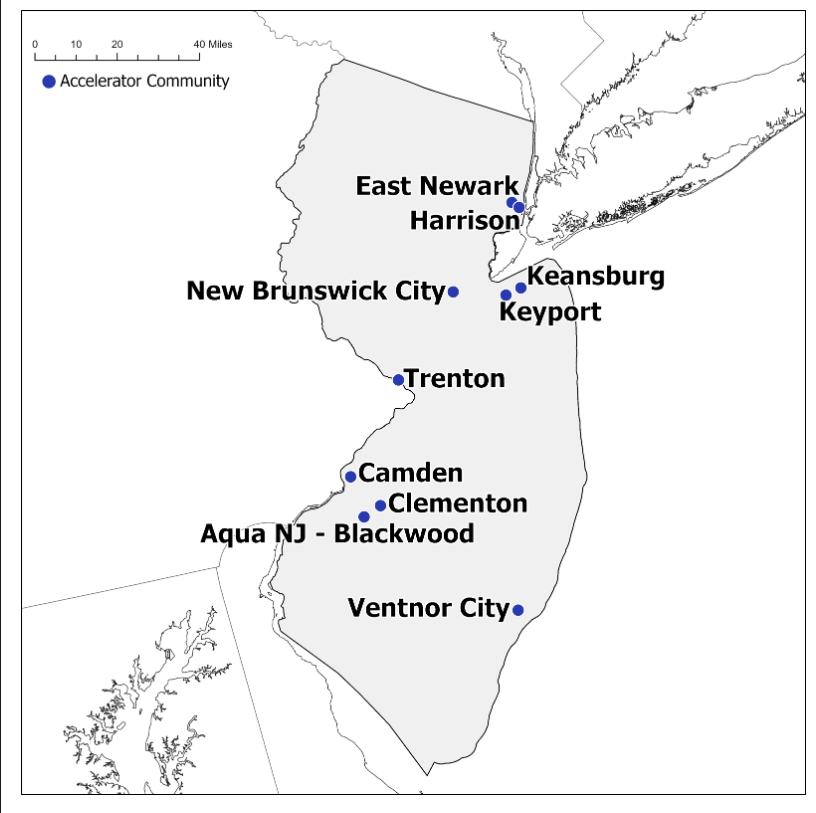 0 10 20 40 Miles
Accelerator Community
East Newark
Harrison
Keansburg
New Brunswick City
Keyport
Trenton
Camden
Clementon
Aqua NJ - Blackwood
Ventnor City